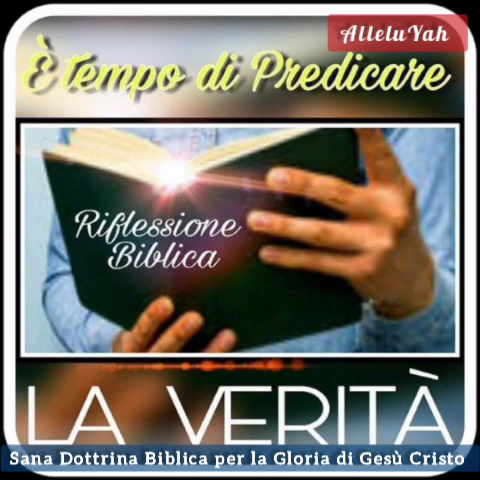 AlleluYah
È tempo di Predicare
Riflessione
Biblica
LA VERITÀ
Sana Dottrina Biblica per la Gloria di Gesù Cristo